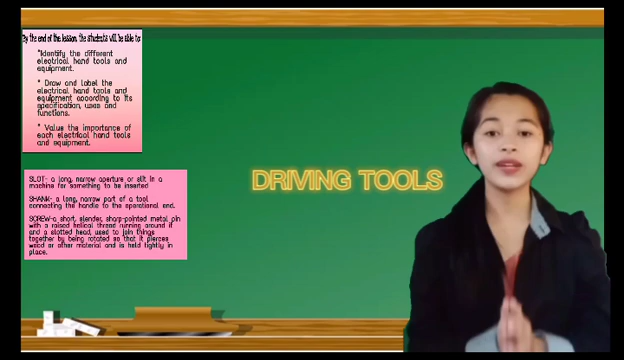 By the end of the lesson, the students will be able to:
*Identify the different
electrical hand tools and
equipment.
* Draw and label the
electrical hand tools and
equipment according to its
specification, uses and
functions.
* Value the importance of
each electrical hand tools
and equipment.
SLOT- a long, narrow aperture or slit in a
machine for something to be inserted
SHANK- a long, narrow part of a tool
connecting the handle to the operational end.
SCREW-a short, slender, sharp-pointed metal pin
with a raised helical thread running around it
and a slotted head, used to join things
together by being rotated so that it pierces
wood or other material and is held tightly in
place.
DRIVING TOOLS